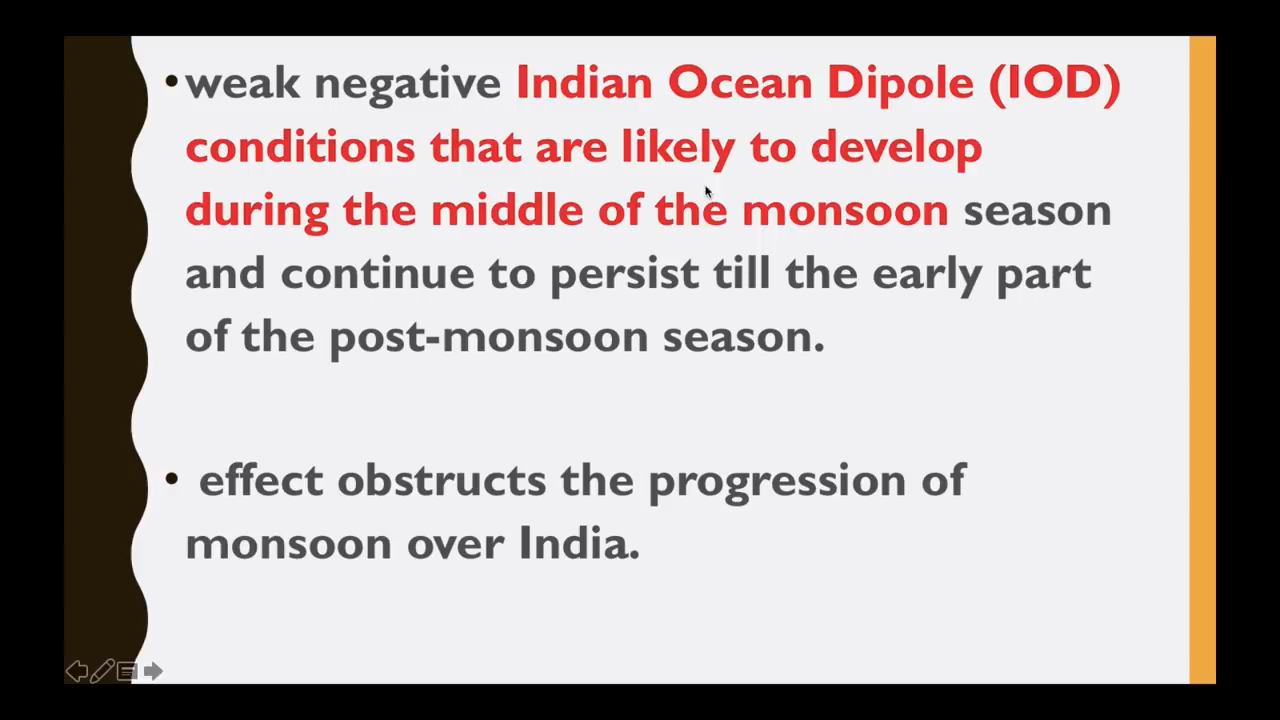 •weak negative Indian Ocean Dipole (IOD)
conditions that are likely to develop
during the middle of the monsoon season
and continue to persist till the early part
of the post-monsoon season.
• effect obstructs the progression of
monsoon over India.